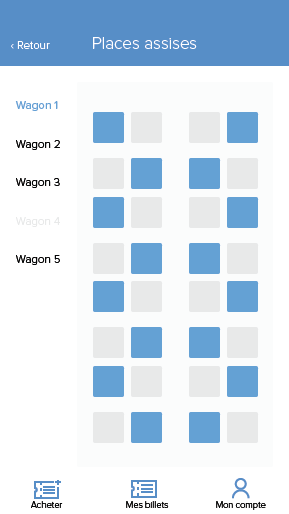 ‹ Retour
Places assises
Wagon 1
Wagon 2
Wagon 3
Wagon 4
Wagon 5
Acheter
Mes billets
Mon compte